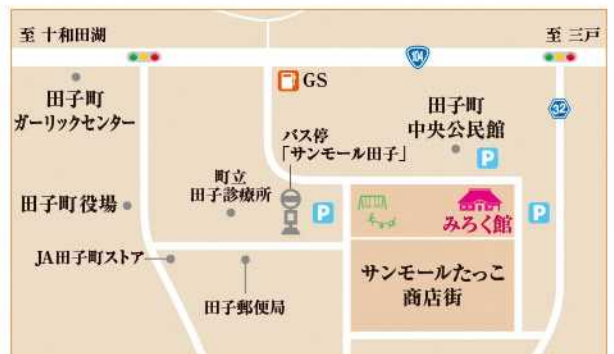 至 十和田湖
至 三戸
104
GS
32
田子町
ガーリックセンター
バス停
「サンモール田子」
田子町
中央公民館
P
町立
田子診療所
田子町役場
P
みろく館
P
JA田子町ストア
田子郵便局
サンモールたっこ
商店街